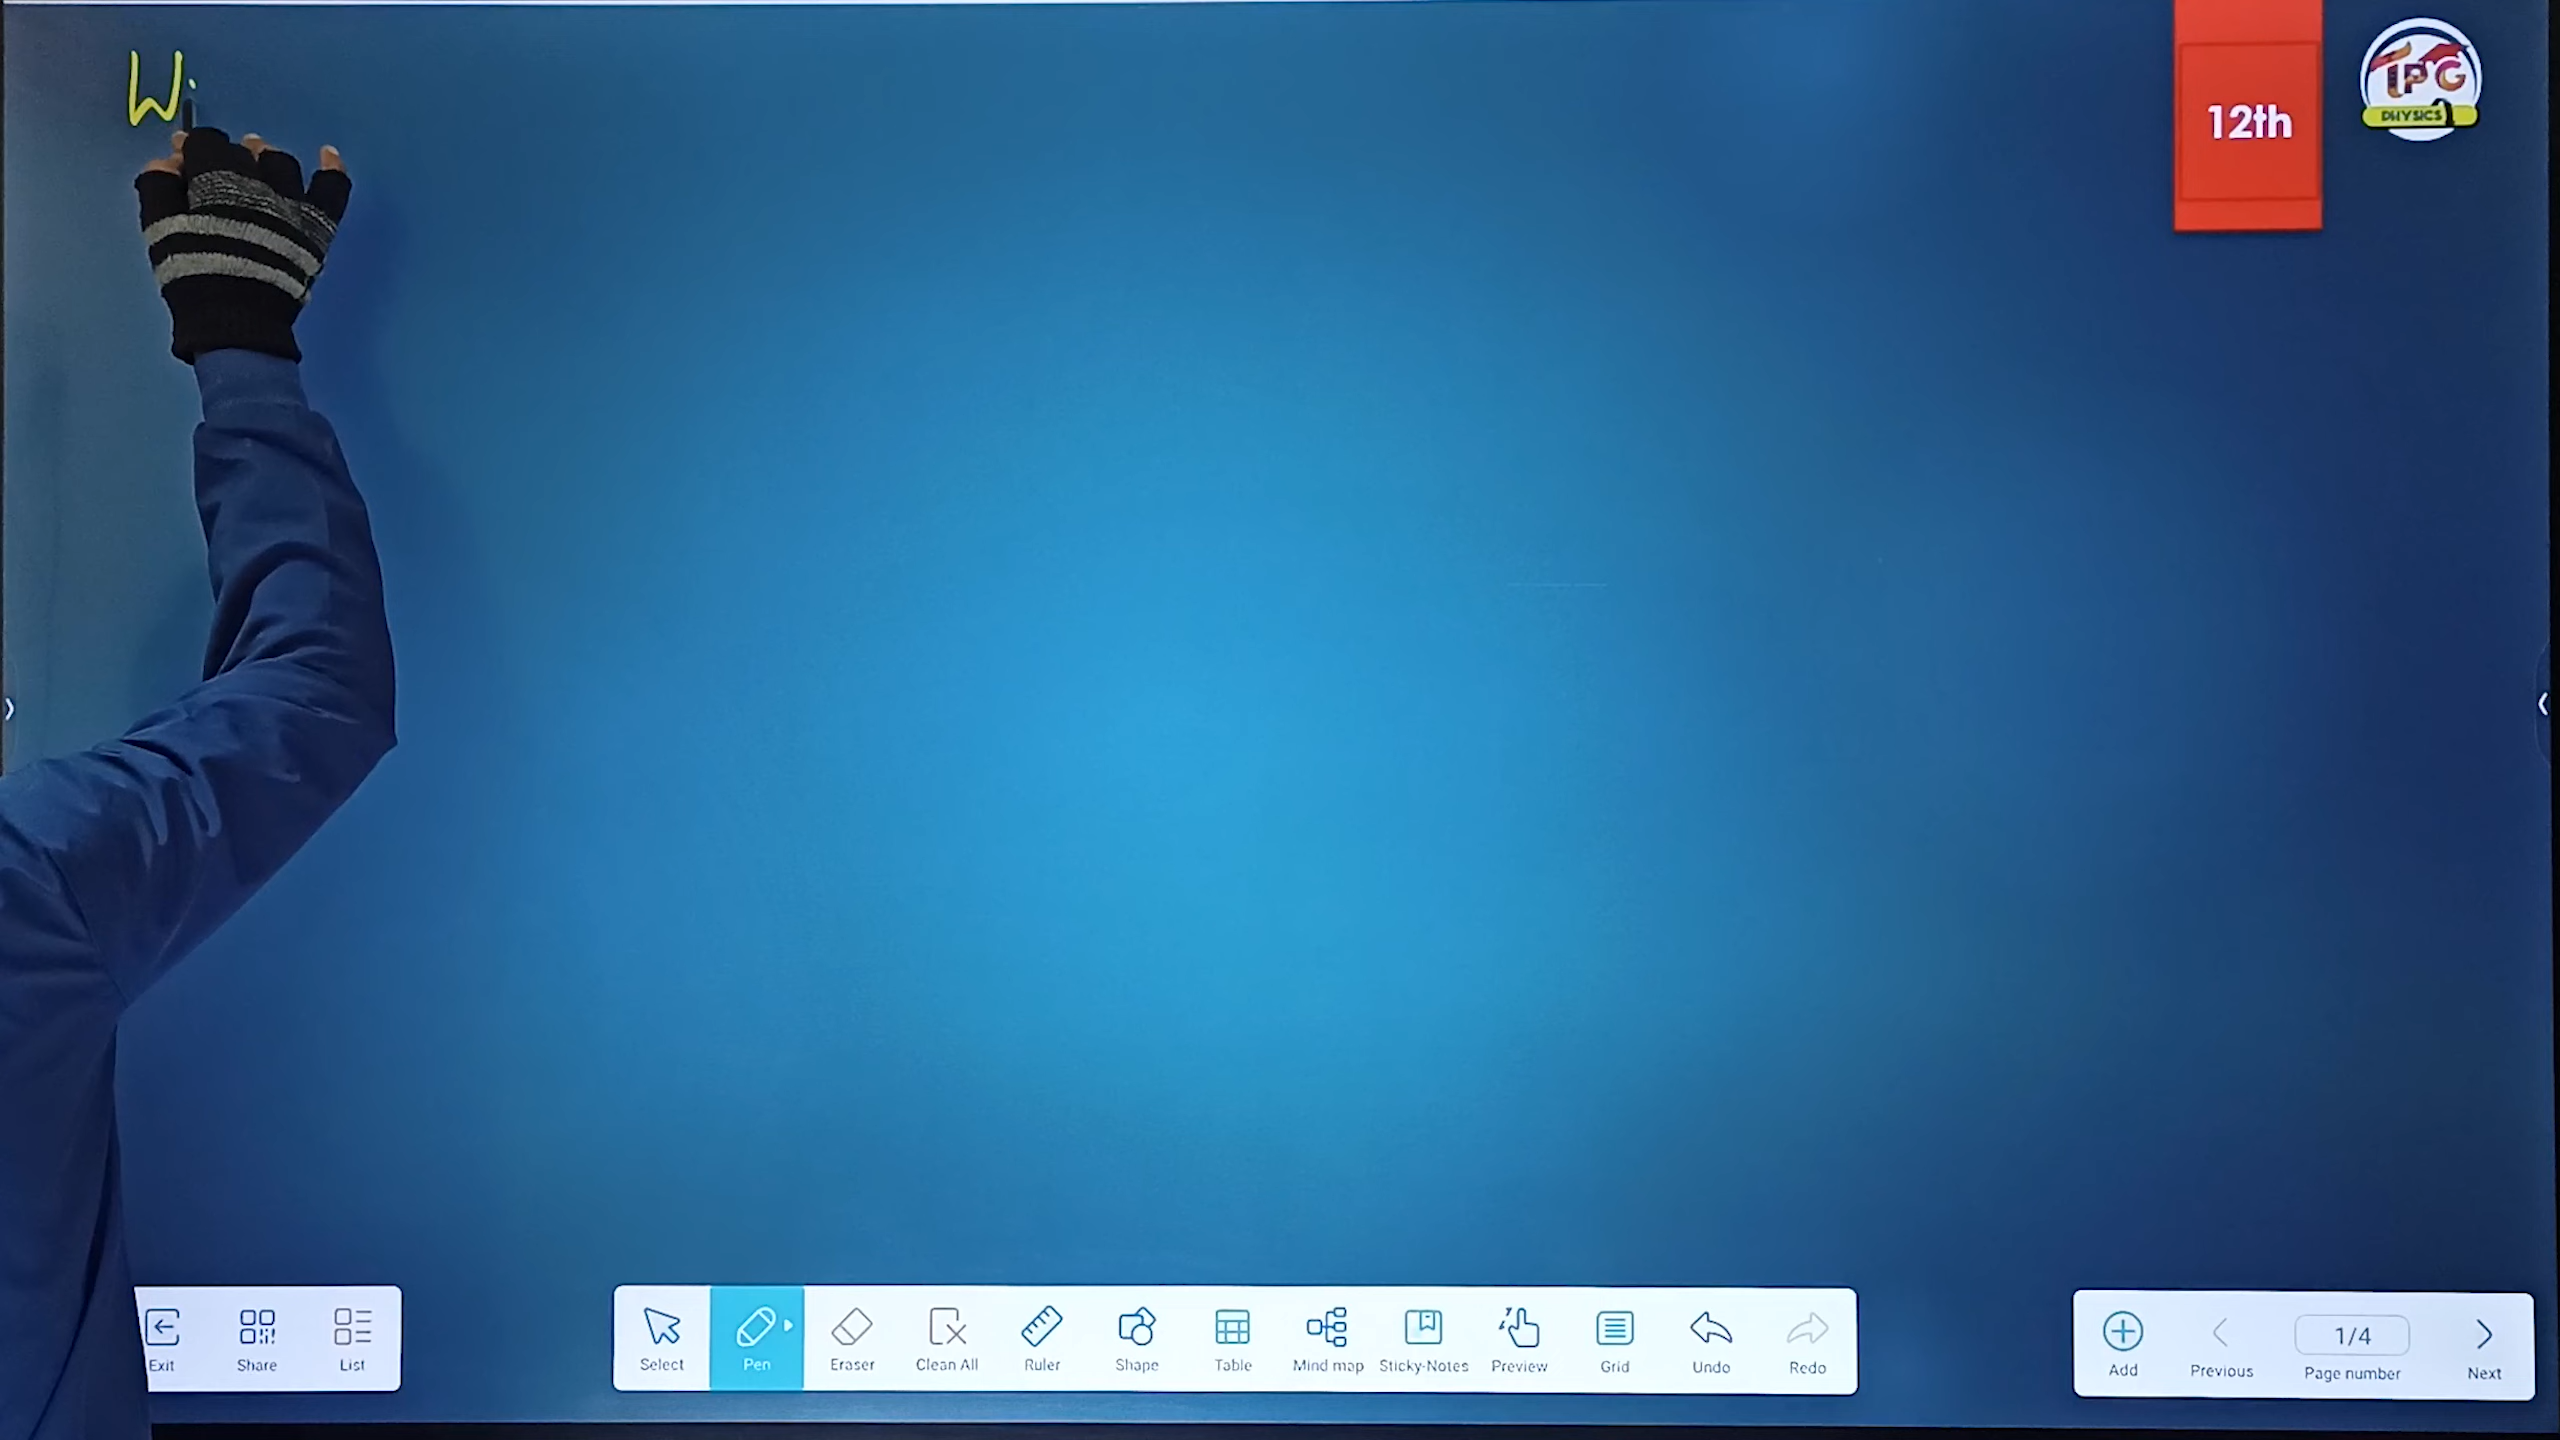 W
12th
TPG
PHYSICS
Exit
Share
List
Select
Pen
Eraser
Clean All
Ruler
Shape
Table
Mind map
Sticky-Notes
Preview
Grid
Undo
Redo
Add
Previous
1/4
Page number
Next